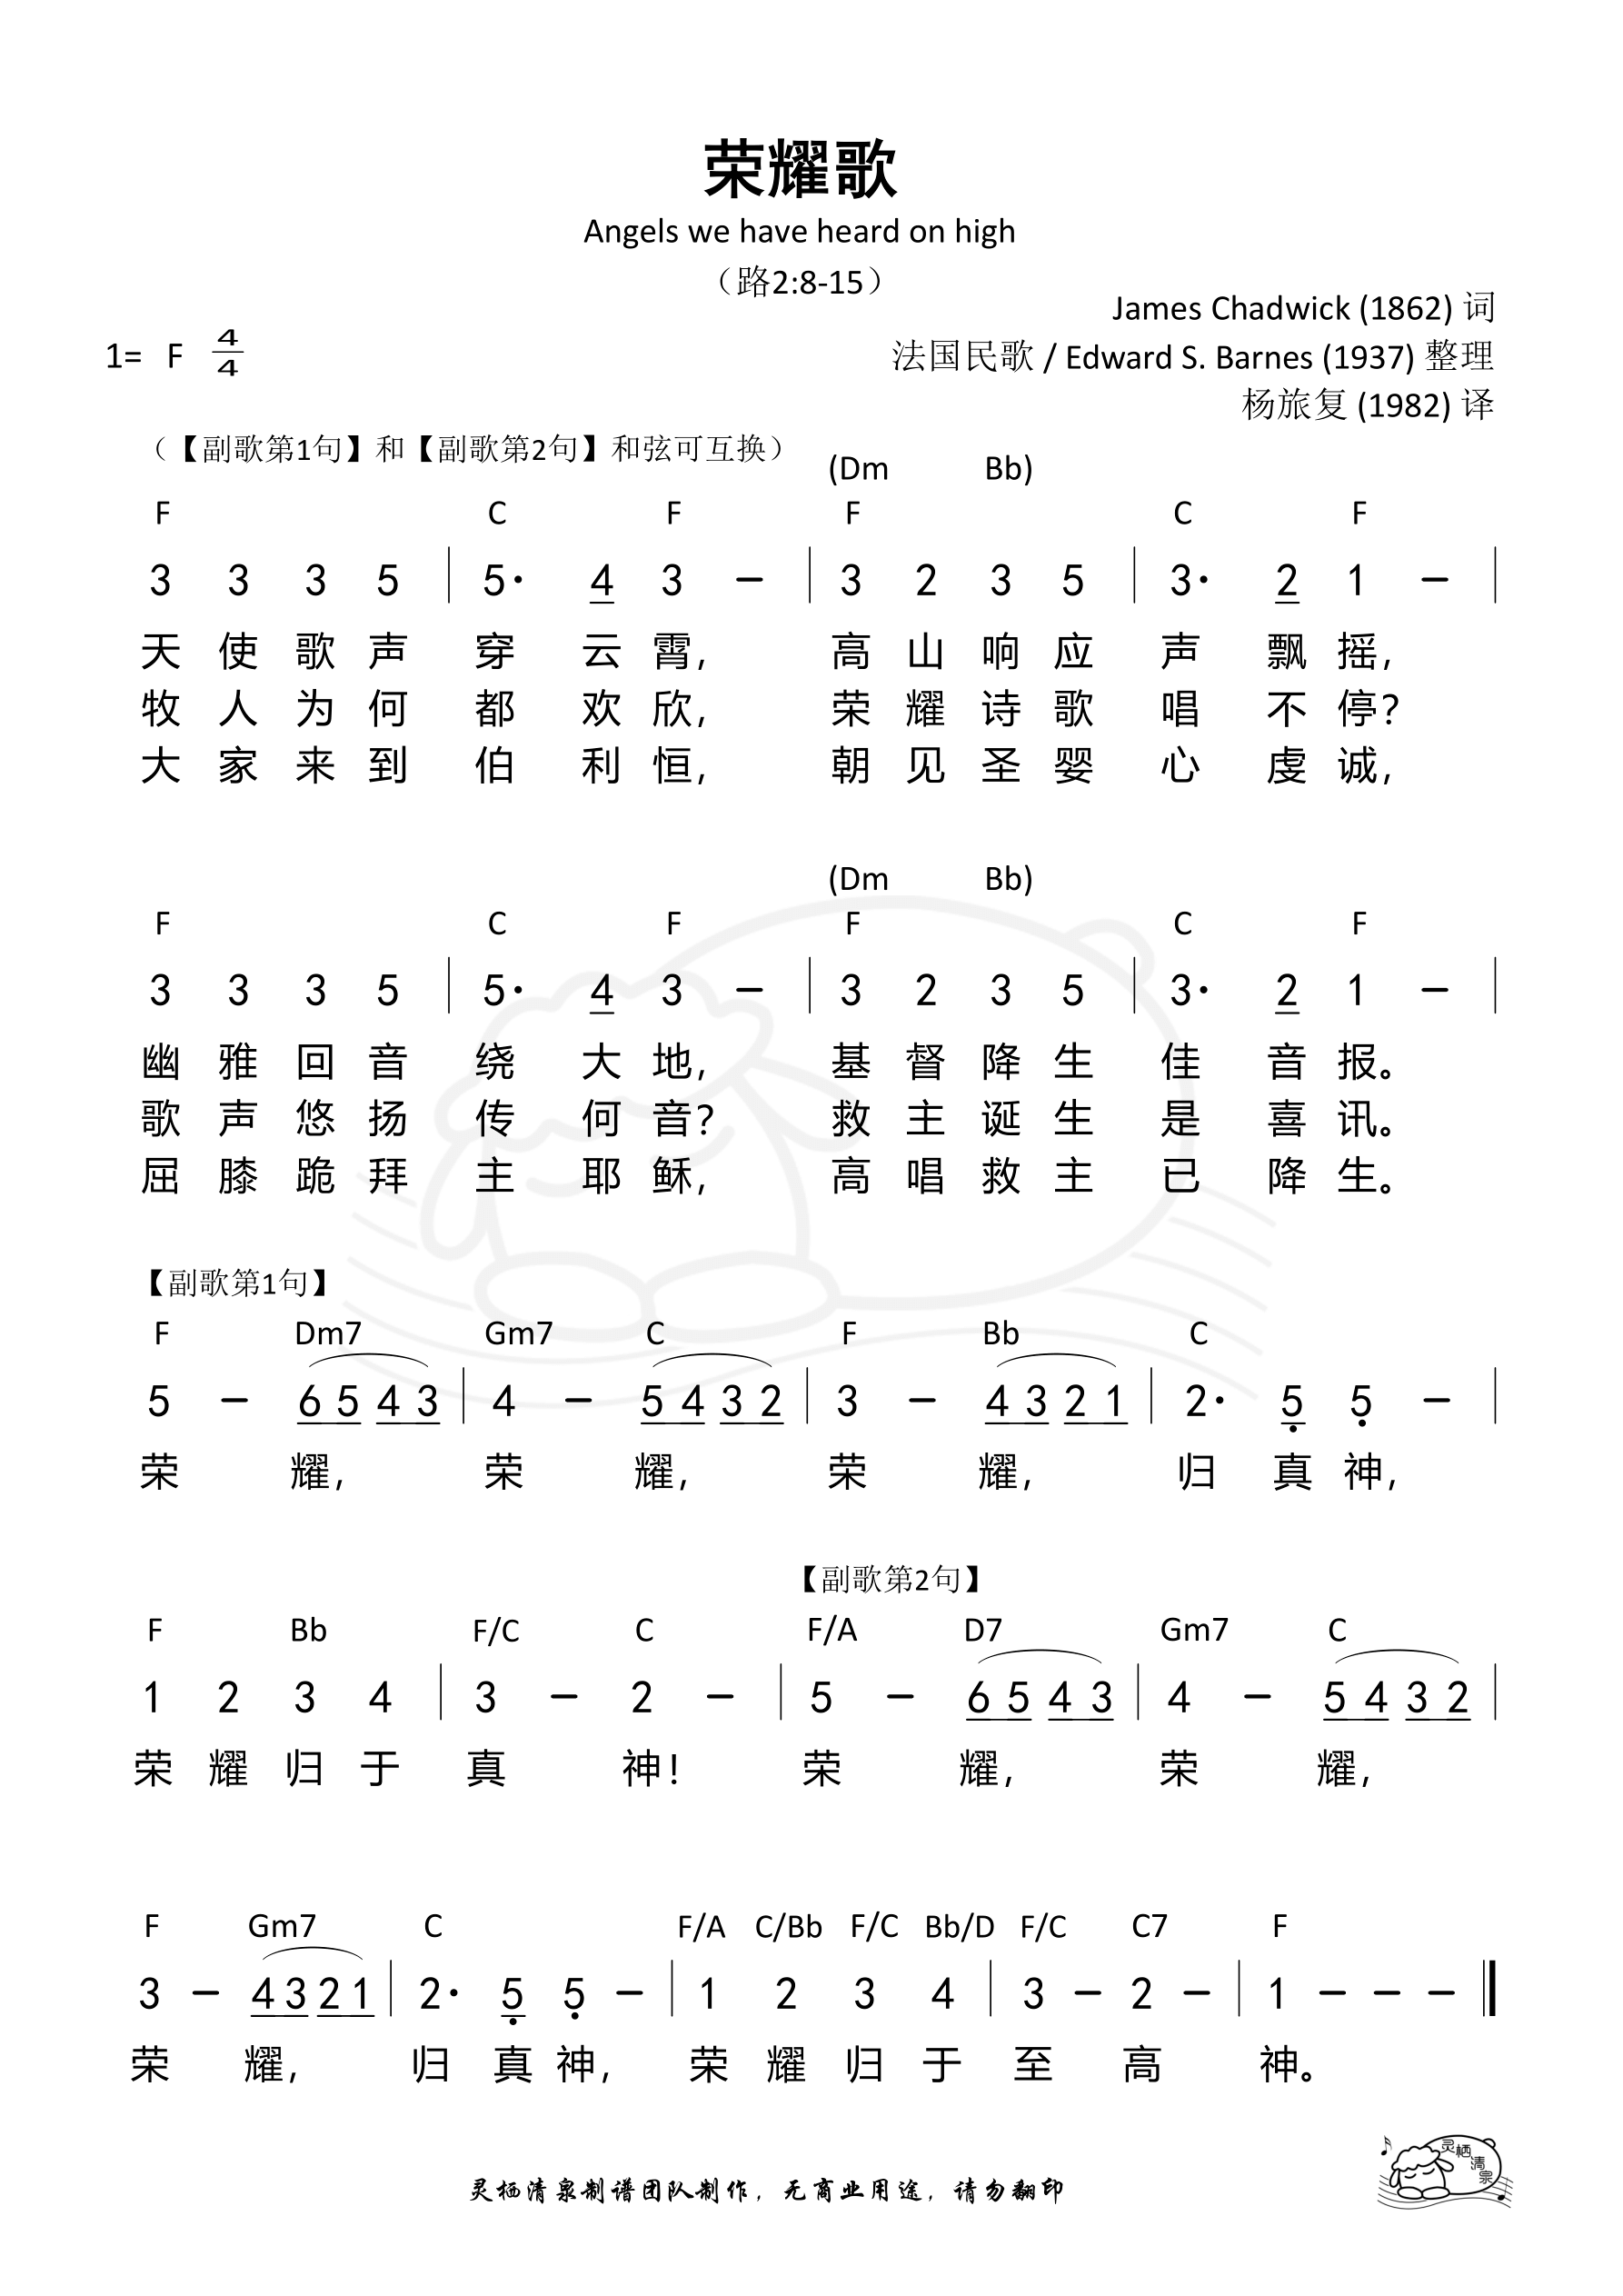 荣耀歌
Angels we have heard on high
（路2:8-15）
James Chadwick (1862) 词
1= F 4/4
法国民歌 / Edward S. Barnes (1937) 整理
杨旅复 (1982) 译
（【副歌第1句】和【副歌第2句】和弦可互换）
(Dm Bb)
F C F F C F
3 3 3 5 | 5· 4 3 – | 3 2 3 5 | 3· 2 1 – |
天使歌声穿云霄，高山响应声飘摇，
牧人为何都欢欣，荣耀诗歌唱不停？
大家来到伯利恒，朝见圣婴心虔诚，
(Dm Bb)
F C F F C F
3 3 3 5 | 5· 4 3 – | 3 2 3 5 | 3· 2 1 – |
幽雅回音绕大地，基督降生佳音报。
歌声悠扬传何音？救主诞生是喜讯。
屈膝跪拜主耶稣，高唱救主已降生。
【副歌第1句】
F Dm7 Gm7 C F Bb C
5 – 6 5 4 3 | 4 – 5 4 3 2 | 3 – 4 3 2 1 | 2· 5̣ 5̣ – |
荣耀，荣耀，荣耀，归真神，
【副歌第2句】
F Bb F/C C F/A D7 Gm7 C
1 2 3 4 | 3 – 2 – | 5 – 6 5 4 3 | 4 – 5 4 3 2 |
荣耀归于真神！荣耀，荣耀，
F Gm7 C F/A C/Bb F/C Bb/D F/C C7 F
3 – 4 3 2 1 | 2· 5̣ 5̣ – | 1 2 3 4 | 3 – 2 – | 1 – – – ‖
荣耀，归真神，荣耀归于至高神。
灵栖清泉
灵栖清泉制谱团队制作，无商业用途，请勿翻印